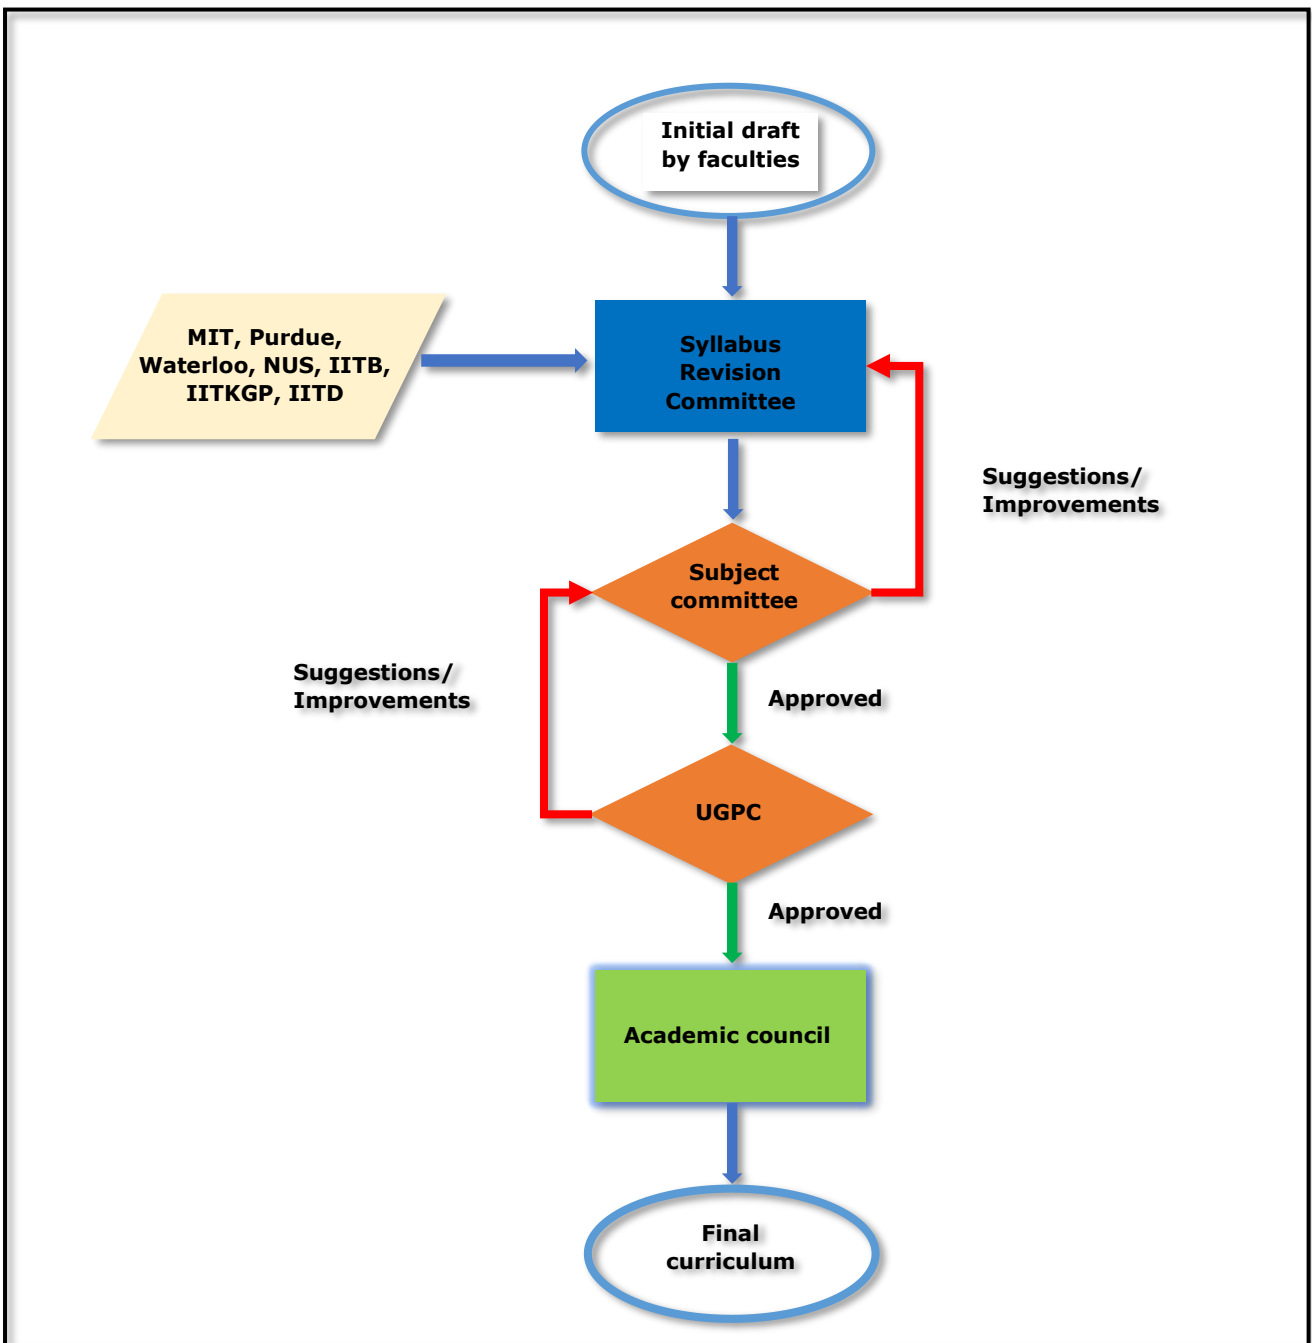 Initial draft
by faculties
MIT, Purdue,
Waterloo, NUS, IITB,
IITKGP, IITD
Syllabus
Revision
Committee
Suggestions/
Improvements
Subject
committee
Suggestions/
Improvements
Approved
UGPC
Approved
Academic council
Final
curriculum